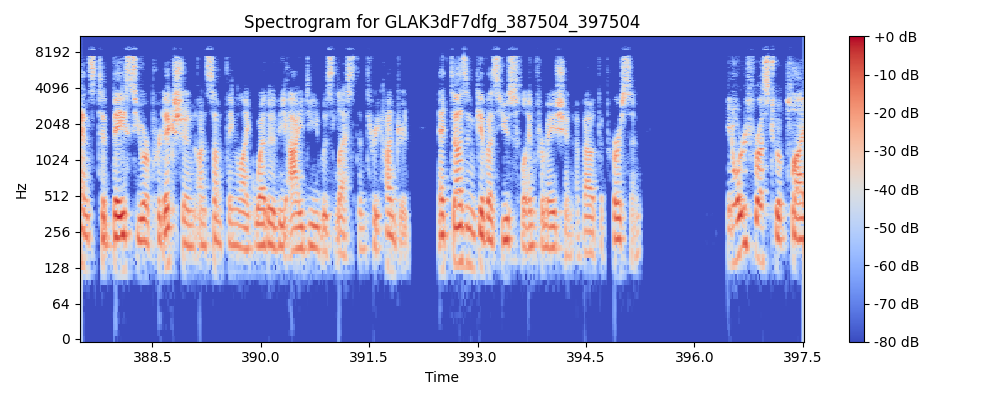 Spectrogram for GLAK3dF7dfg_387504_397504
8192
4096
2048
1024
512
256
128
64
0
Hz
388.5 390.0 391.5 393.0 394.5 396.0 397.5
Time
+0 dB
-10 dB
-20 dB
-30 dB
-40 dB
-50 dB
-60 dB
-70 dB
-80 dB